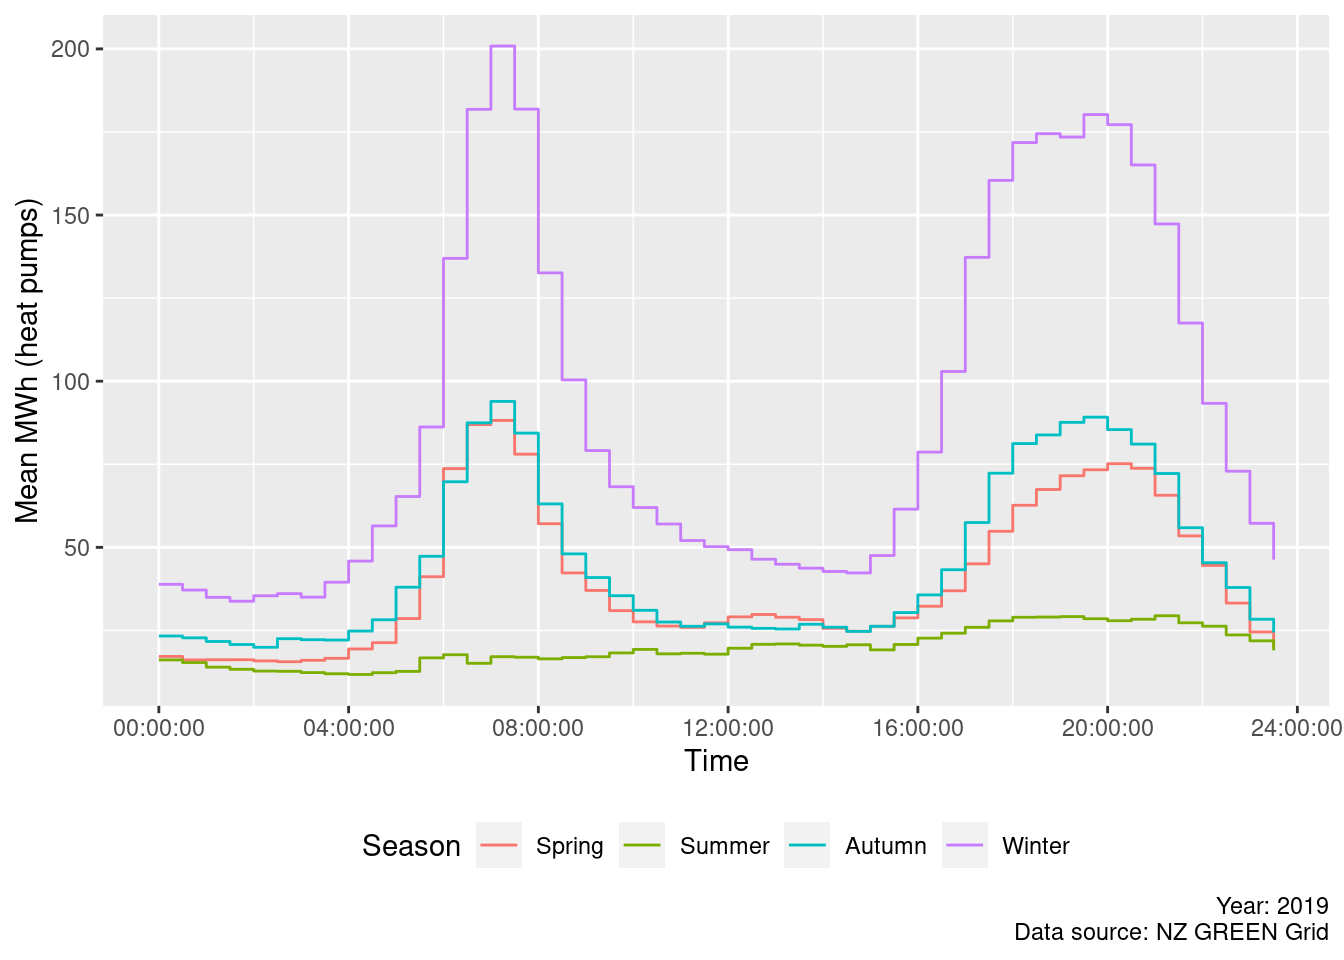 Mean MWh (heat pumps)
200
150
100
50
00:00:00 04:00:00 08:00:00 12:00:00 16:00:00 20:00:00 24:00:00
Time
Season Spring Summer Autumn Winter
Year: 2019
Data source: NZ GREEN Grid